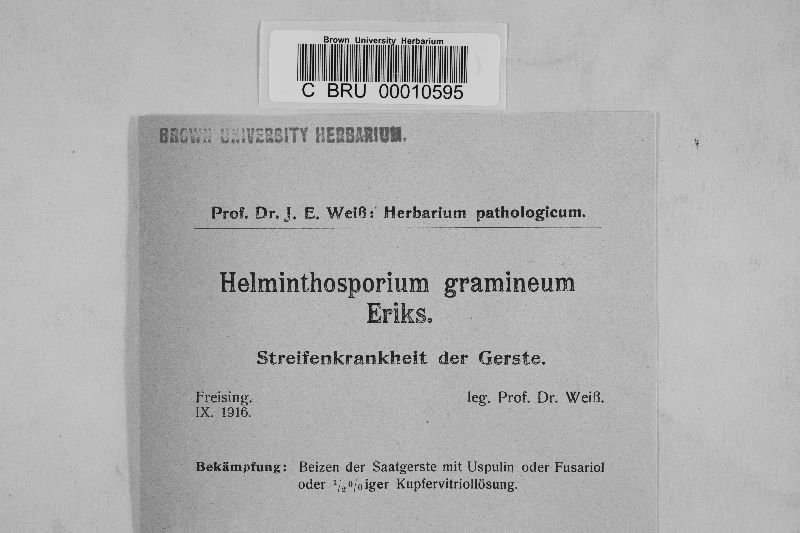 Brown University Herbarium
C BRU 00010595
BROWN UNIVERSITY HERBARIUM.
Prof. Dr. J. E. Weiß: Herbarium pathologicum.
Helminthosporium gramineum
Eriks.
Streifenkrankheit der Gerste.
Freising. leg. Prof. Dr. Weiß.
IX. 1916.
Bekämpfung: Beizen der Saatgerste mit Uspulin oder Fusariol
oder ½%iger Kupfervitriollösung.